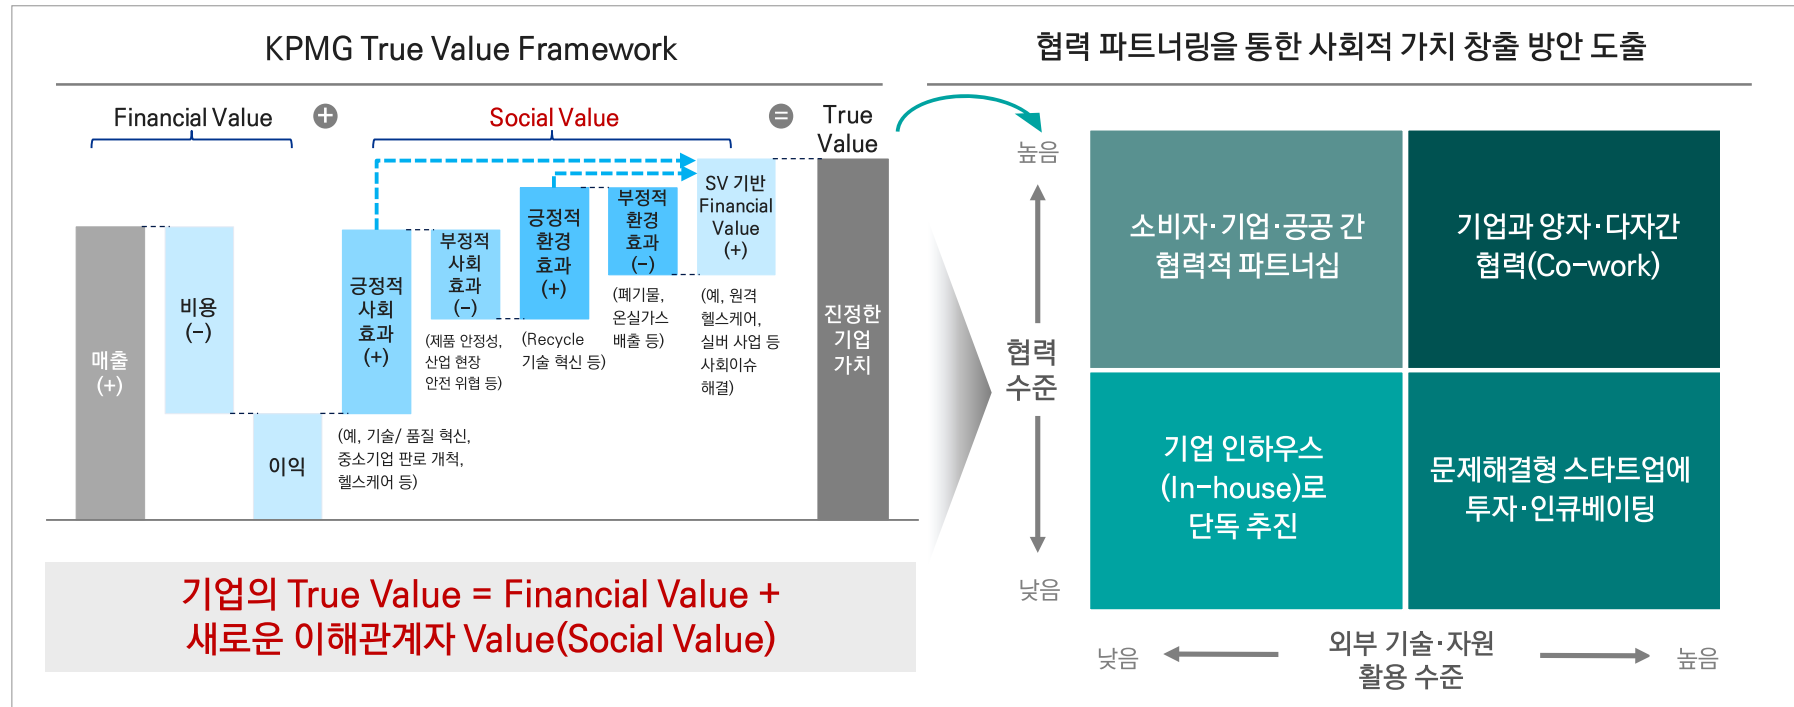 KPMG True Value Framework
Financial Value
+
Social Value
=
True
Value
매출
(+)
비용
(-)
이익
긍정적
사회
효과
(+)
(예, 기술/ 품질 혁신,
중소기업 판로 개척,
헬스케어 등)
부정적
사회
효과
(-)
(제품 안정성,
산업 현장
안전 위협 등)
긍정적
환경
효과
(+)
(Recycle
기술 혁신 등)
부정적
환경
효과
(-)
(폐기물,
온실가스
배출 등)
SV 기반
Financial
Value
(+)
(예, 원격
헬스케어,
실버 사업 등
사회이슈
해결)
진정한
기업
가치
기업의 True Value = Financial Value +
새로운 이해관계자 Value(Social Value)
협력 파트너링을 통한 사회적 가치 창출 방안 도출
높음
협력
수준
낮음
소비자·기업·공공 간
협력적 파트너십
기업과 양자·다자간
협력(Co-work)
기업 인하우스
(In-house)로
단독 추진
문제해결형 스타트업에
투자·인큐베이팅
낮음
외부 기술·자원
활용 수준
높음